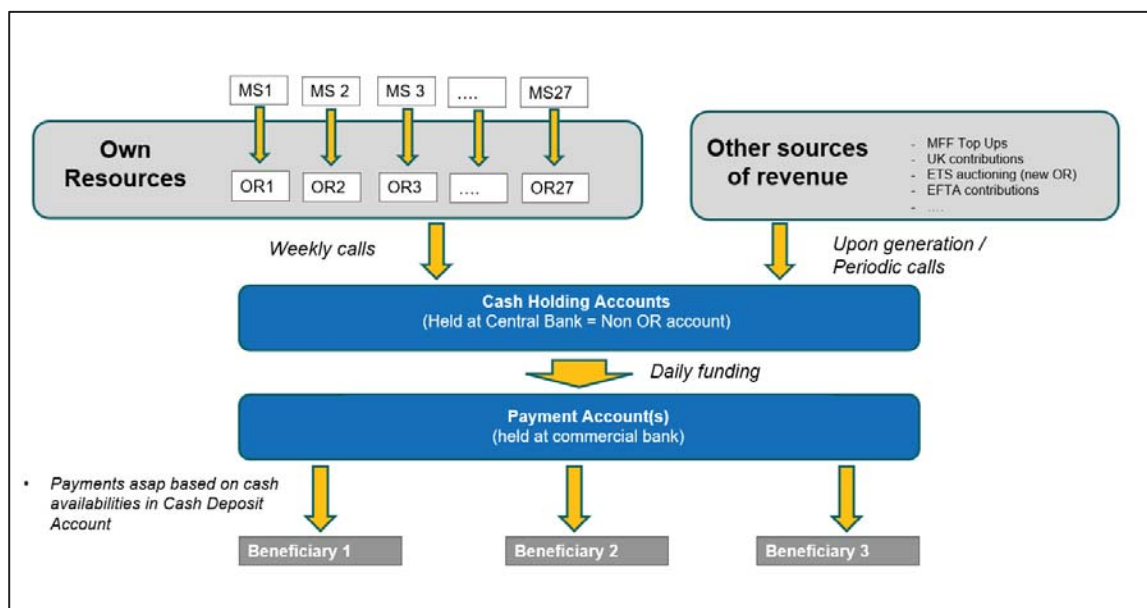 MS1 MS 2 MS 3 .... MS27
Own
Resources
OR1 OR2 OR3 .... OR27
Other sources
of revenue
- MFF Top Ups
- UK contributions
- ETS auctioning (new OR)
- EFTA contributions
- ....
Weekly calls
Upon generation /
Periodic calls
Cash Holding Accounts
(Held at Central Bank = Non OR account)
Daily funding
Payment Account(s)
(held at commercial bank)
• Payments asap based on cash
availabilities in Cash Deposit
Account
Beneficiary 1 Beneficiary 2 Beneficiary 3